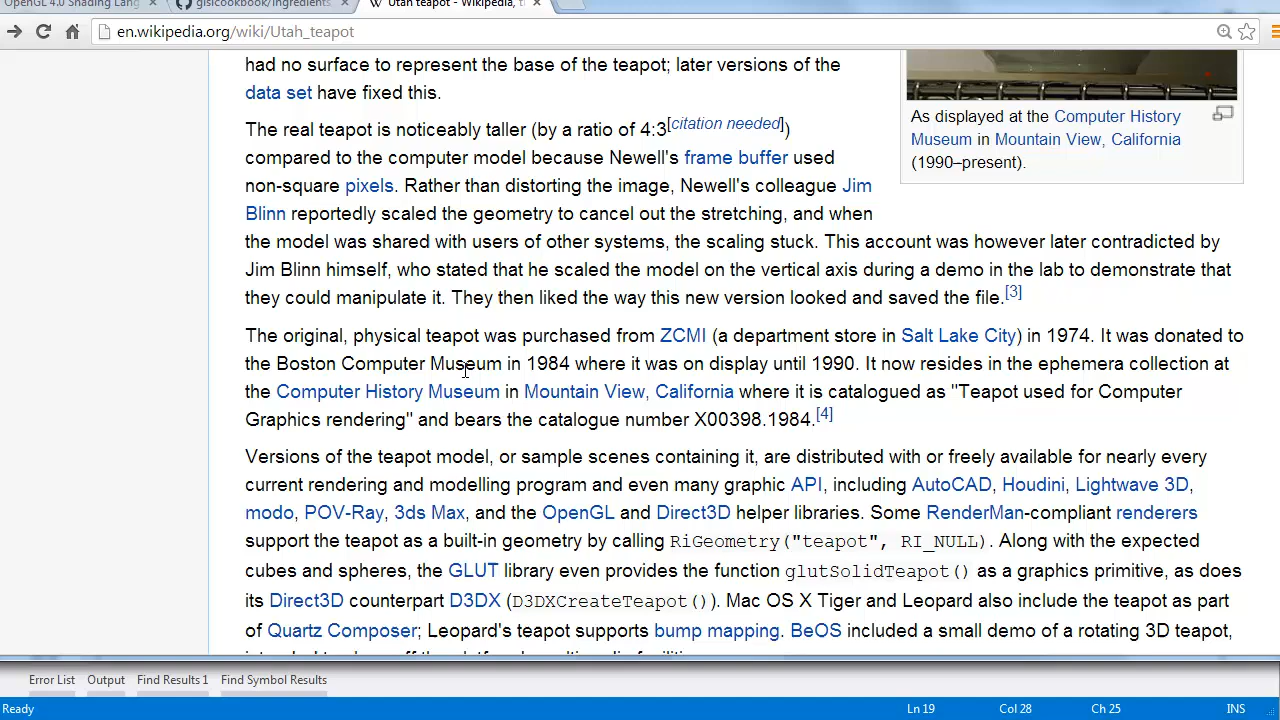 OpenGL 4.0 Shading Lang
glslcookbook/ingredients
Utah teapot - Wikipedia, t
en.wikipedia.org/wiki/Utah_teapot
had no surface to represent the base of the teapot; later versions of the
data set have fixed this.
The real teapot is noticeably taller (by a ratio of 4:3[citation needed])
compared to the computer model because Newell's frame buffer used
non-square pixels. Rather than distorting the image, Newell's colleague Jim
Blinn reportedly scaled the geometry to cancel out the stretching, and when
the model was shared with users of other systems, the scaling stuck. This account was however later contradicted by
Jim Blinn himself, who stated that he scaled the model on the vertical axis during a demo in the lab to demonstrate that
they could manipulate it. They then liked the way this new version looked and saved the file.[3]
As displayed at the Computer History
Museum in Mountain View, California
(1990–present).
The original, physical teapot was purchased from ZCMI (a department store in Salt Lake City) in 1974. It was donated to
the Boston Computer Museum in 1984 where it was on display until 1990. It now resides in the ephemera collection at
the Computer History Museum in Mountain View, California where it is catalogued as "Teapot used for Computer
Graphics rendering" and bears the catalogue number X00398.1984.[4]
Versions of the teapot model, or sample scenes containing it, are distributed with or freely available for nearly every
current rendering and modelling program and even many graphic API, including AutoCAD, Houdini, Lightwave 3D,
modo, POV-Ray, 3ds Max, and the OpenGL and Direct3D helper libraries. Some RenderMan-compliant renderers
support the teapot as a built-in geometry by calling RiGeometry("teapot", RI_NULL). Along with the expected
cubes and spheres, the GLUT library even provides the function glutSolidTeapot() as a graphics primitive, as does
its Direct3D counterpart D3DX (D3DXCreateTeapot()). Mac OS X Tiger and Leopard also include the teapot as part
of Quartz Composer; Leopard's teapot supports bump mapping. BeOS included a small demo of a rotating 3D teapot,
Error List Output Find Results 1 Find Symbol Results
Ready Ln 19 Col 28 Ch 25 INS